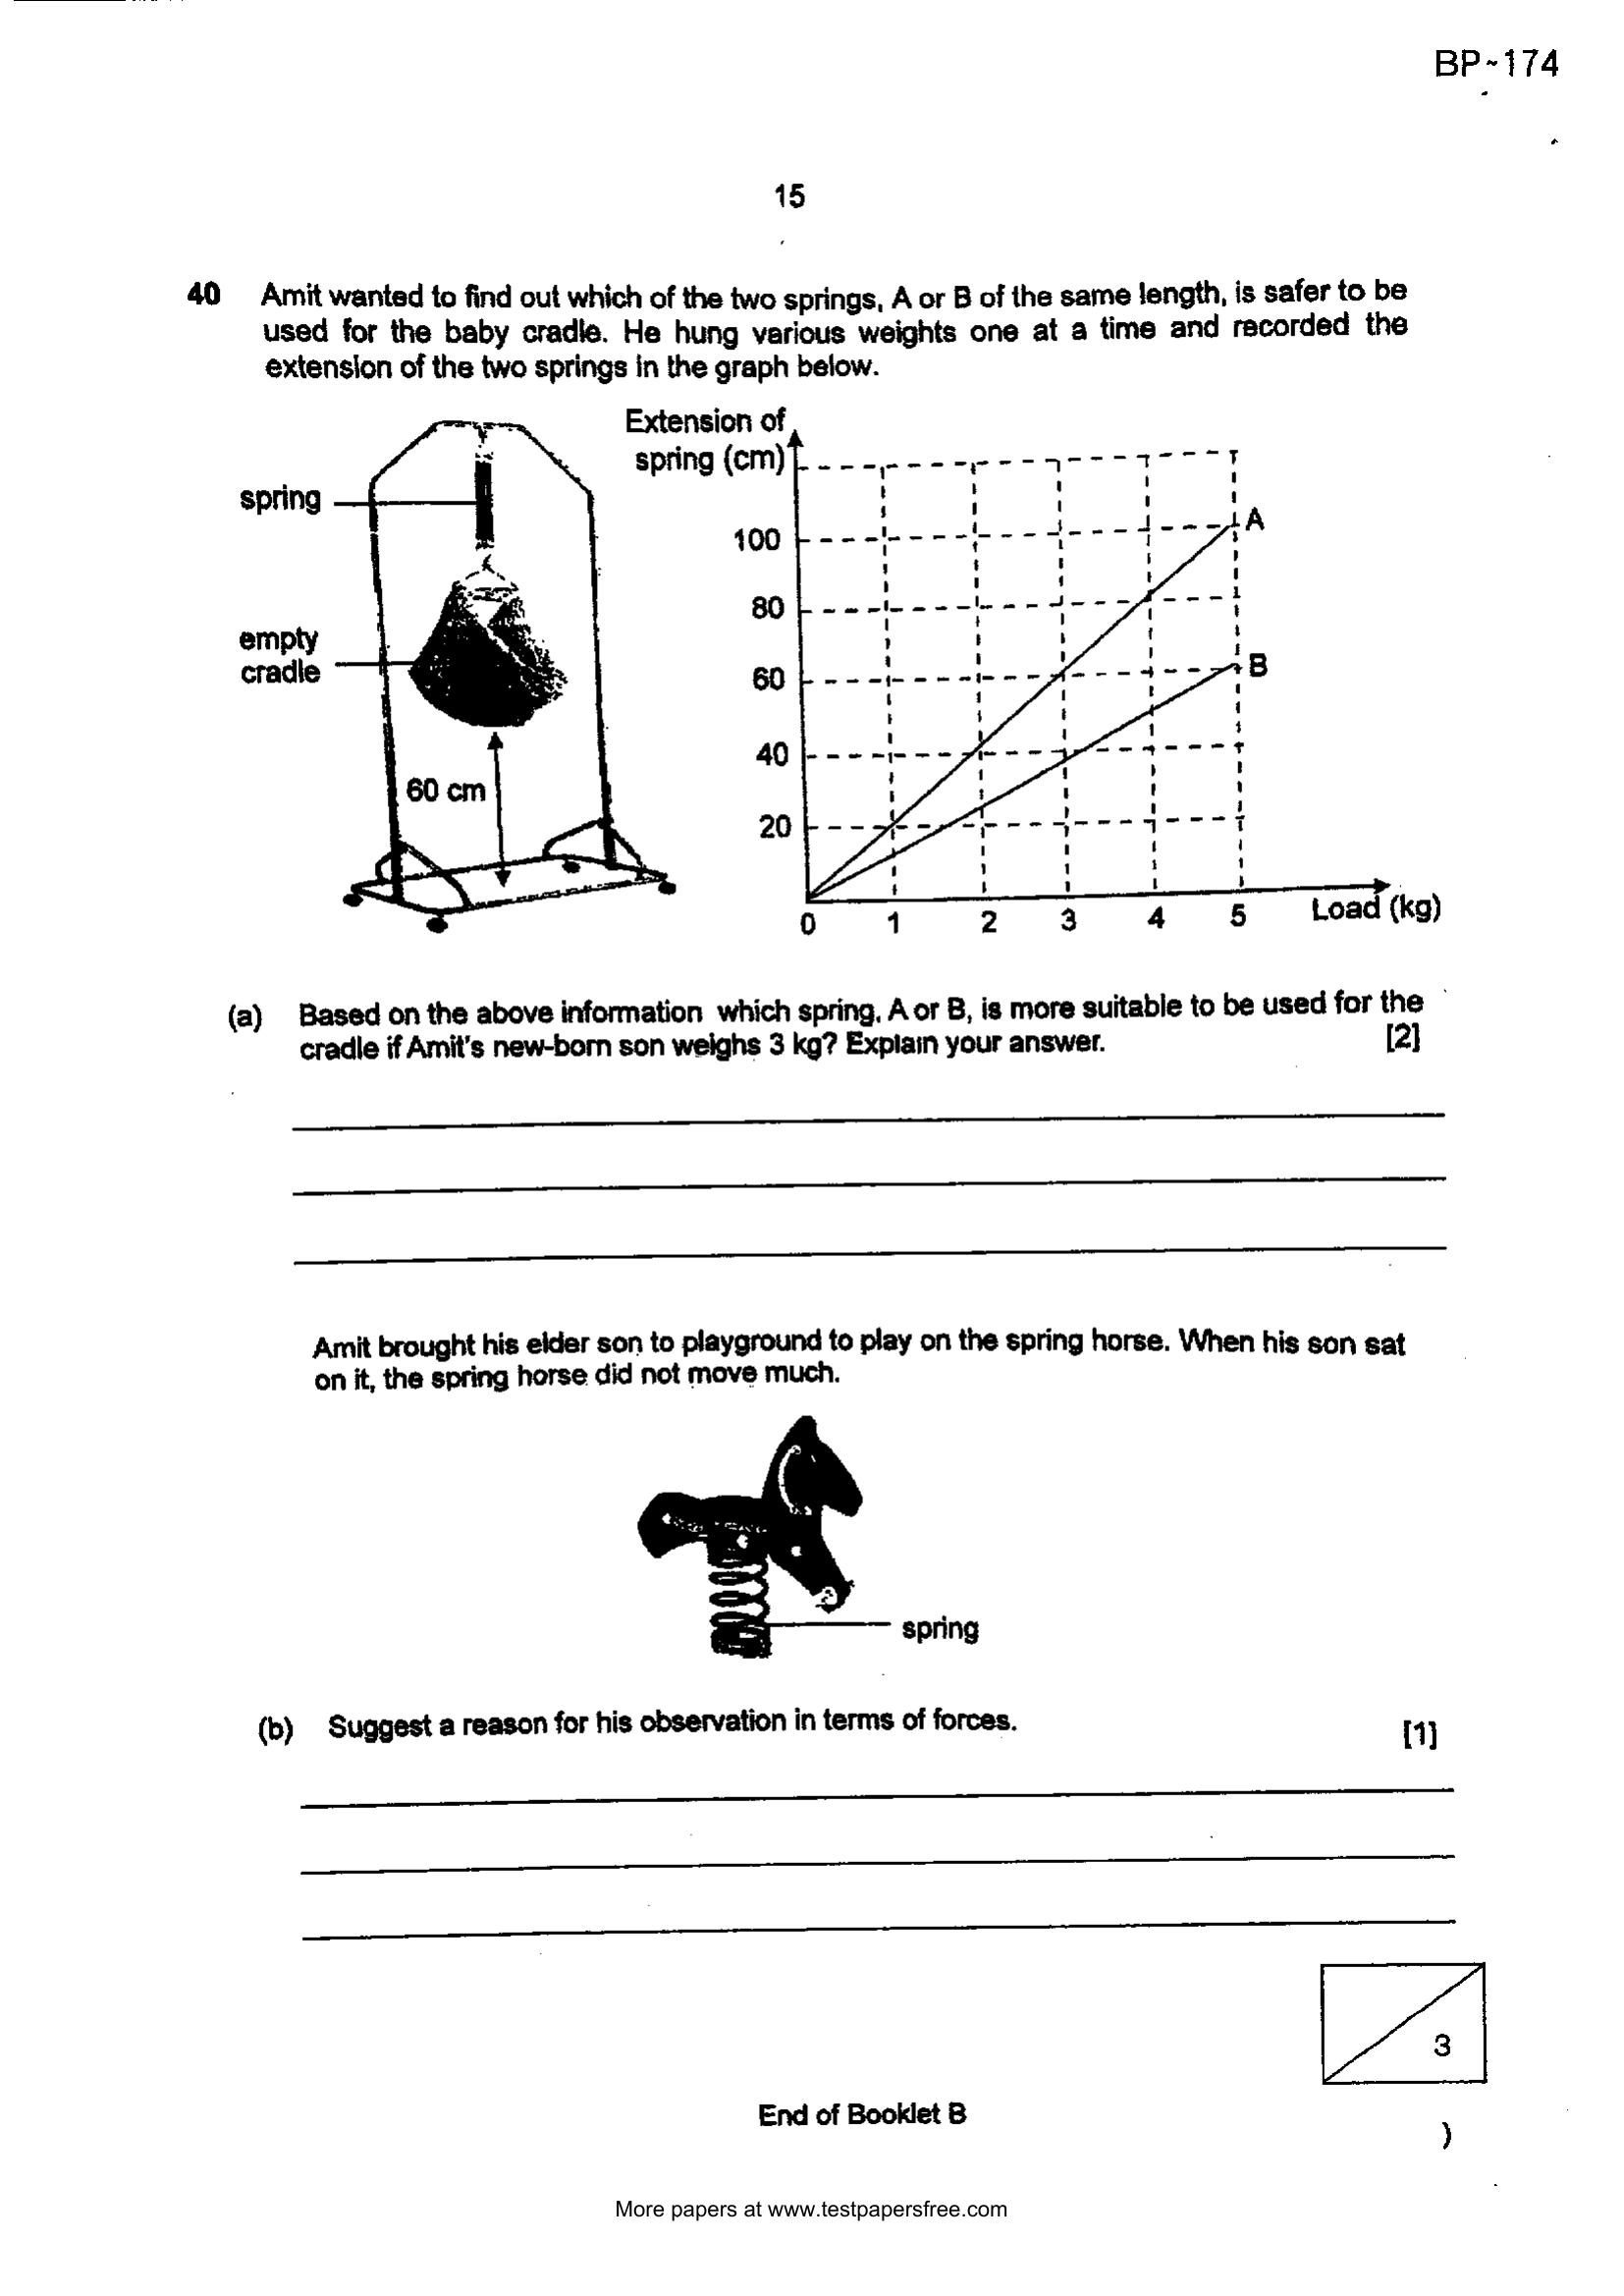 BP~174
15
40 Amit wanted to find out which of the two springs, A or B of the same length, is safer to be
used for the baby cradle. He hung various weights one at a time and recorded the
extension of the two springs in the graph below.
Extension of
spring (cm)
spring
empty
cradle
60 cm
100
80
60
40
20
A
B
0 1 2 3 4 5 Load (kg)
(a) Based on the above information which spring, A or B, is more suitable to be used for the
cradle if Amit's new-born son weighs 3 kg? Explain your answer. [2]
Amit brought his elder son to playground to play on the spring horse. When his son sat
on it, the spring horse did not move much.
spring
(b) Suggest a reason for his observation in terms of forces. [1]
3
End of Booklet B
)
More papers at www.testpapersfree.com